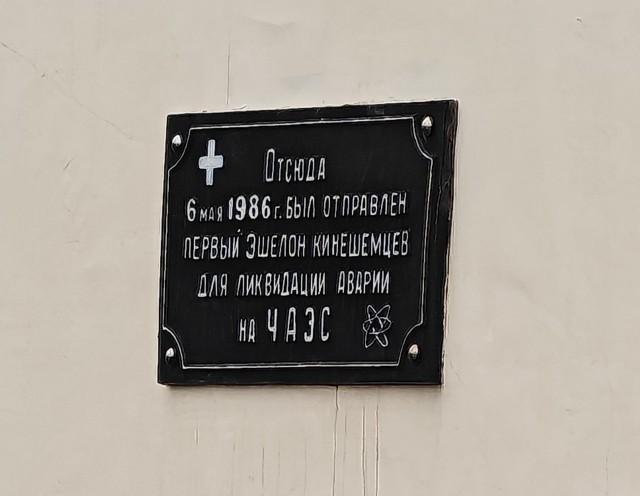 Отсюда
6 мая 1986 г. был отправлен
первый эшелон кинешемцев
для ликвидации аварии
на ЧАЭС